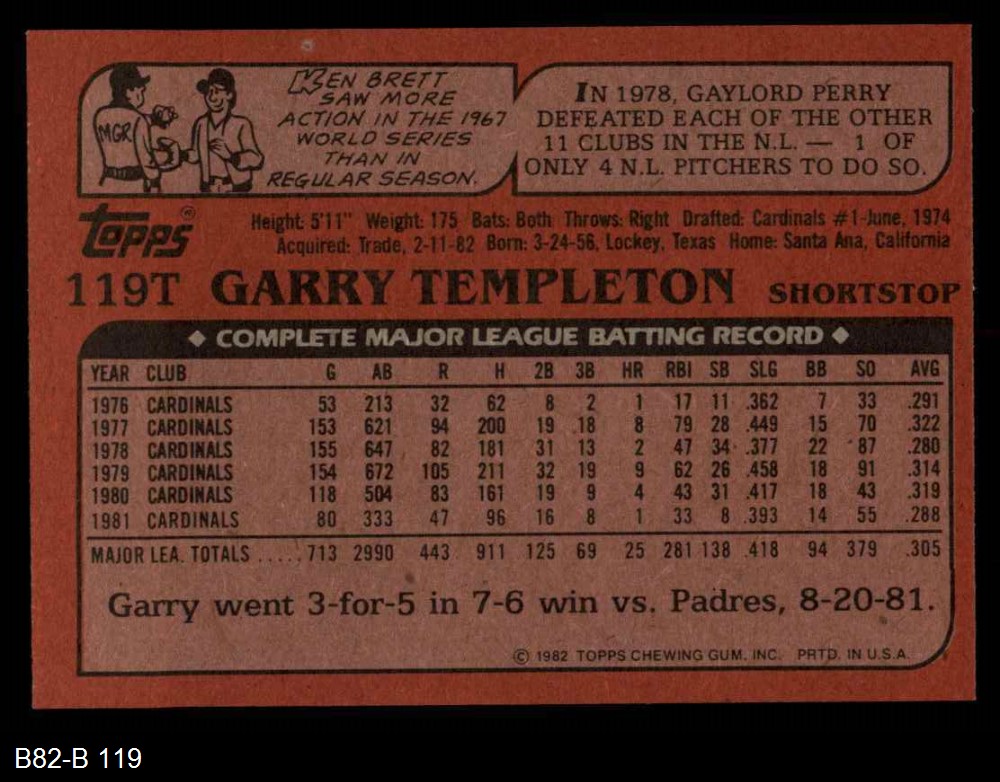 MGR
KEN BRETT
SAW MORE
ACTION IN THE 1967
WORLD SERIES
THAN IN
REGULAR SEASON.
IN 1978, GAYLORD PERRY
DEFEATED EACH OF THE OTHER
11 CLUBS IN THE N.L. — 1 OF
ONLY 4 N.L. PITCHERS TO DO SO.
Topps®
Height: 5'11" Weight: 175 Bats: Both Throws: Right Drafted: Cardinals #1-June, 1974
Acquired: Trade, 2-11-82 Born: 3-24-56, Lockey, Texas Home: Santa Ana, California
119T GARRY TEMPLETON SHORTSTOP
◆ COMPLETE MAJOR LEAGUE BATTING RECORD ◆
YEAR CLUB G AB R H 2B 3B HR RBI SB SLG BB SO AVG
1976 CARDINALS 53 213 32 62 8 2 1 17 11 .362 7 33 .291
1977 CARDINALS 153 621 94 200 19 18 8 79 28 .449 15 70 .322
1978 CARDINALS 155 647 82 181 31 13 2 47 34 .377 22 87 .280
1979 CARDINALS 154 672 105 211 32 19 9 62 26 .458 18 91 .314
1980 CARDINALS 118 504 83 161 19 9 4 43 31 .417 18 43 .319
1981 CARDINALS 80 333 47 96 16 8 1 33 8 .393 14 55 .288
MAJOR LEA. TOTALS ..... 713 2990 443 911 125 69 25 281 138 .418 94 379 .305
Garry went 3-for-5 in 7-6 win vs. Padres, 8-20-81.
© 1982 TOPPS CHEWING GUM, INC. PRTD. IN U.S.A.
B82-B 119